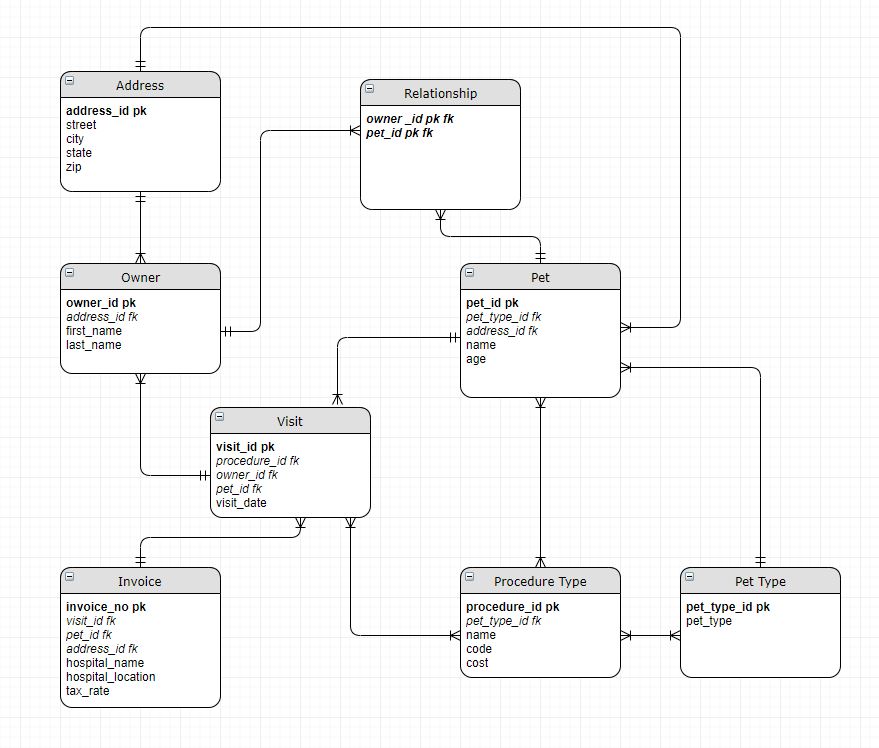 Address
address_id pk
street
city
state
zip
Relationship
owner _id pk fk
pet_id pk fk
Owner
owner_id pk
address_id fk
first_name
last_name
Pet
pet_id pk
pet_type_id fk
address_id fk
name
age
Visit
visit_id pk
procedure_id fk
owner_id fk
pet_id fk
visit_date
Invoice
invoice_no pk
visit_id fk
pet_id fk
address_id fk
hospital_name
hospital_location
tax_rate
Procedure Type
procedure_id pk
pet_type_id fk
name
code
cost
Pet Type
pet_type_id pk
pet_type